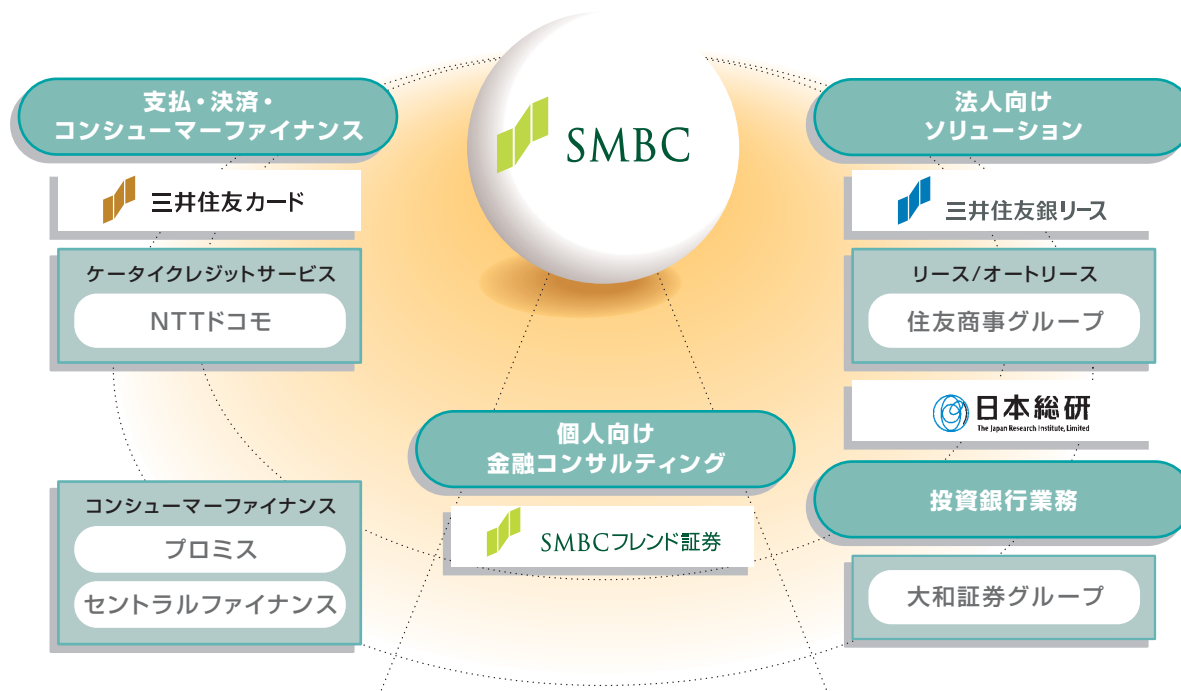 SMBC
支払・決済・
コンシューマーファイナンス
三井住友カード
ケータイクレジットサービス
NTTドコモ
コンシューマーファイナンス
プロミス
セントラルファイナンス
個人向け
金融コンサルティング
SMBCフレンド証券
法人向け
ソリューション
三井住友銀リース
リース/オートリース
住友商事グループ
日本総研
The Japan Research Institute, Limited
投資銀行業務
大和証券グループ